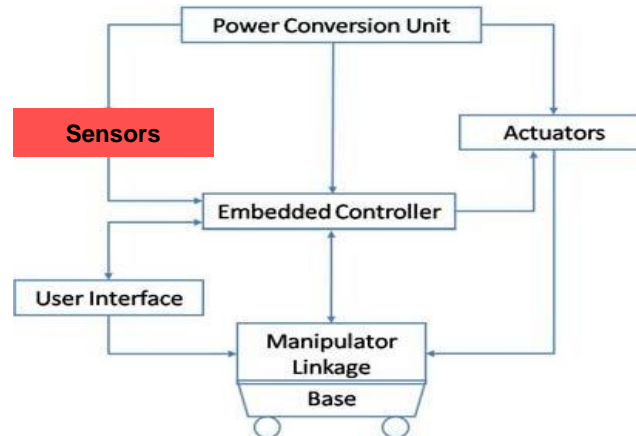 Power Conversion Unit
Sensors
Actuators
Embedded Controller
User Interface
Manipulator
Linkage
Base